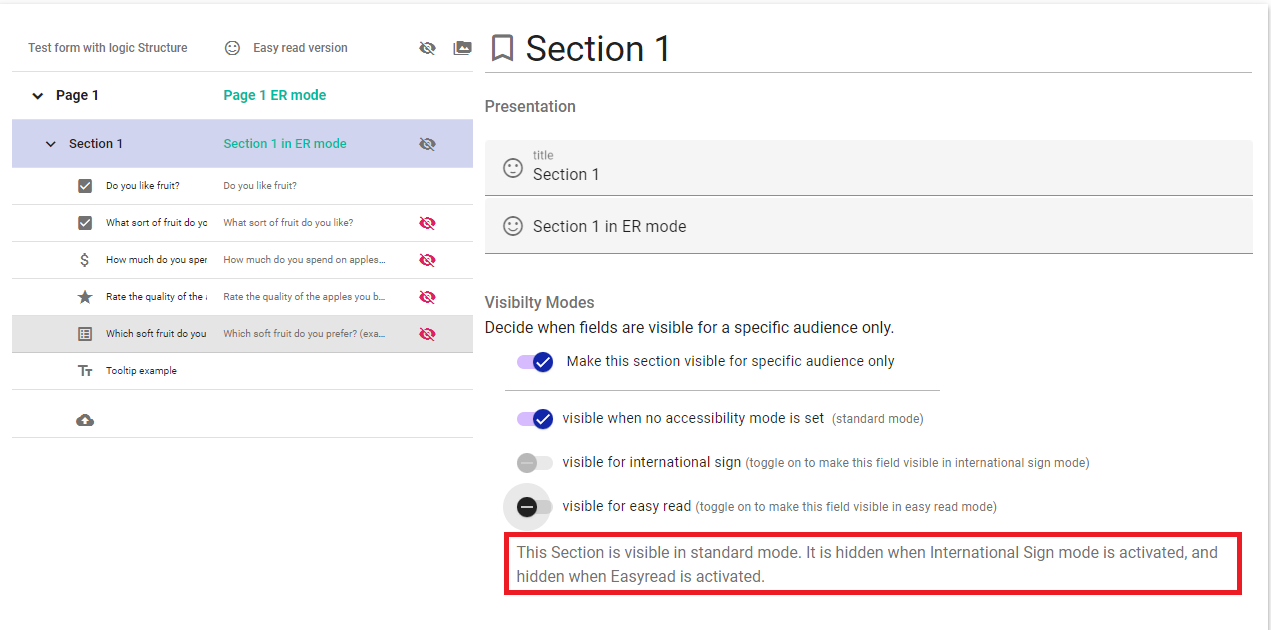 Test form with logic Structure Easy read version
Page 1 Page 1 ER mode
Section 1 Section 1 in ER mode
Do you like fruit? Do you like fruit?
What sort of fruit do yo What sort of fruit do you like?
How much do you spen How much do you spend on apples...
Rate the quality of the Rate the quality of the apples you b...
Which soft fruit do you Which soft fruit do you prefer? (exa...
Tooltip example
Section 1
Presentation
title
Section 1
Section 1 in ER mode
Visibilty Modes
Decide when fields are visible for a specific audience only.
Make this section visible for specific audience only
visible when no accessibility mode is set (standard mode)
visible for international sign (toggle on to make this field visible in international sign mode)
visible for easy read (toggle on to make this field visible in easy read mode)
This Section is visible in standard mode. It is hidden when International Sign mode is activated, and
hidden when Easyread is activated.